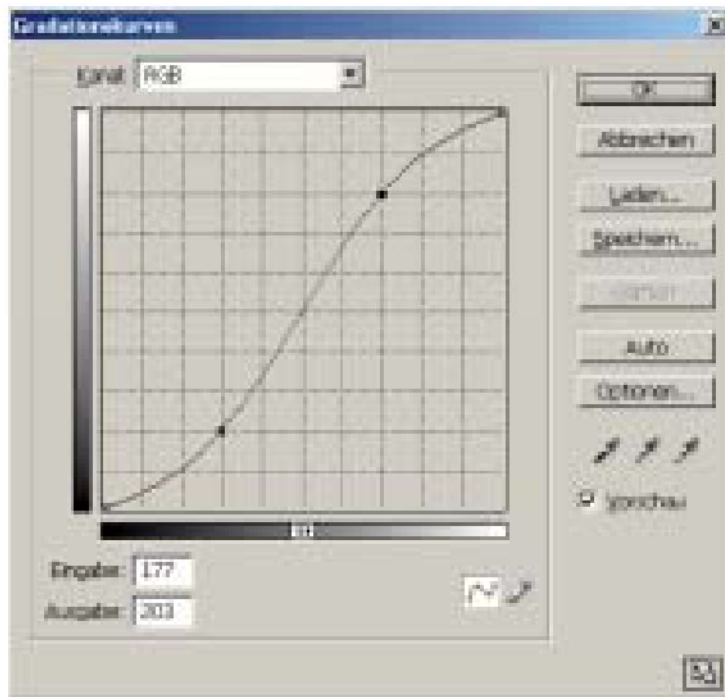 Gradationskurven
Kanal: RGB
OK
Abbrechen
Laden...
Speichern...
Auto
Optionen...
Vorschau
Eingabe: 177
Ausgabe: 203